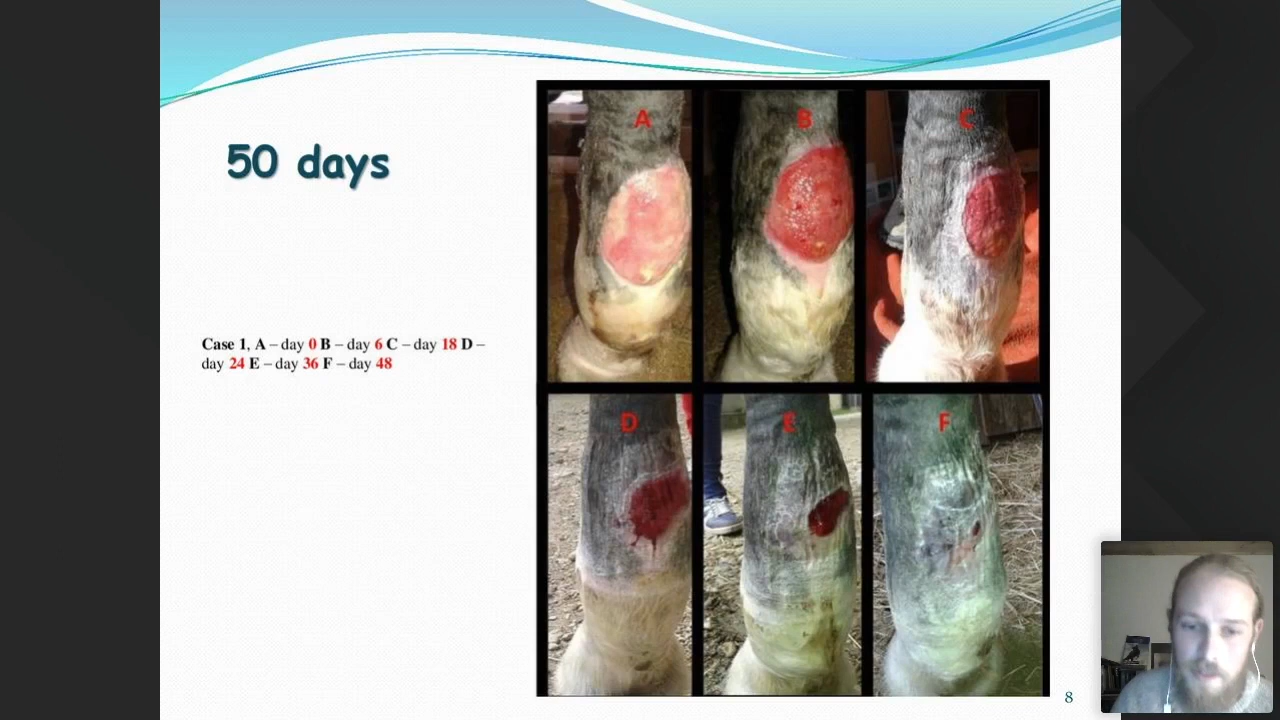 50 days
Case 1, A – day 0 B – day 6 C – day 18 D –
day 24 E – day 36 F – day 48
A
B
C
D
E
F
8